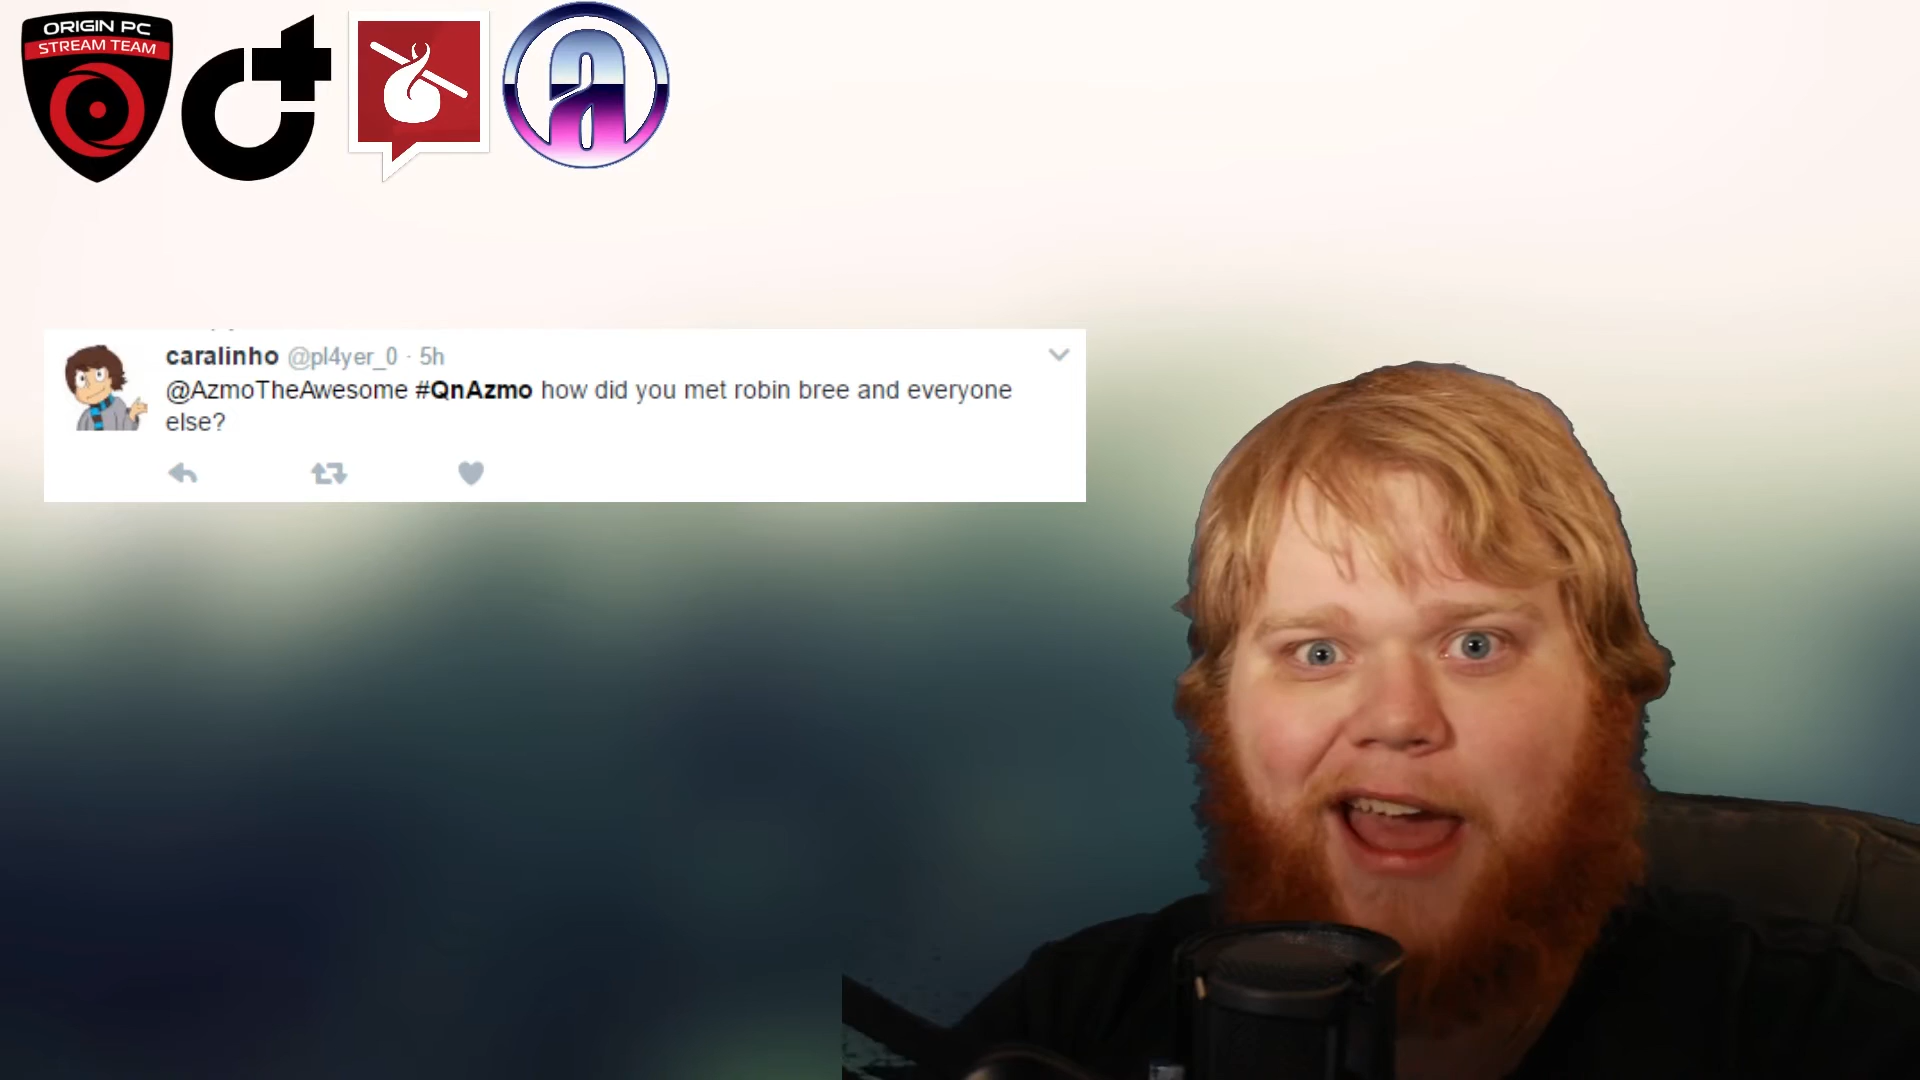 ORIGIN PC
STREAM TEAM
caralinho @pl4yer_0 · 5h
@AzmoTheAwesome #QnAzmo how did you met robin bree and everyone
else?